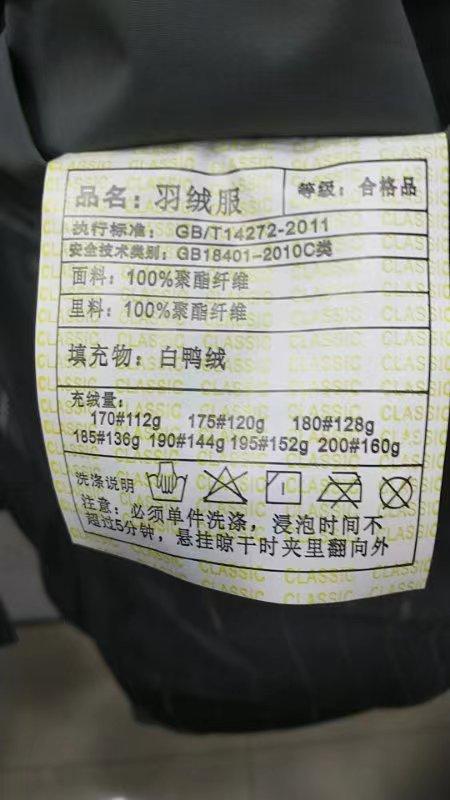 品名：羽绒服 等级：合格品
执行标准：GB/T14272-2011
安全技术类别：GB18401-2010C类
面料：100%聚酯纤维
里料：100%聚酯纤维
填充物：白鸭绒
充绒量：
170#112g 175#120g 180#128g
185#136g 190#144g 195#152g 200#160g
洗涤说明
注意：必须单件洗涤，浸泡时间不
超过5分钟，悬挂晾干时夹里翻向外
CLASSIC